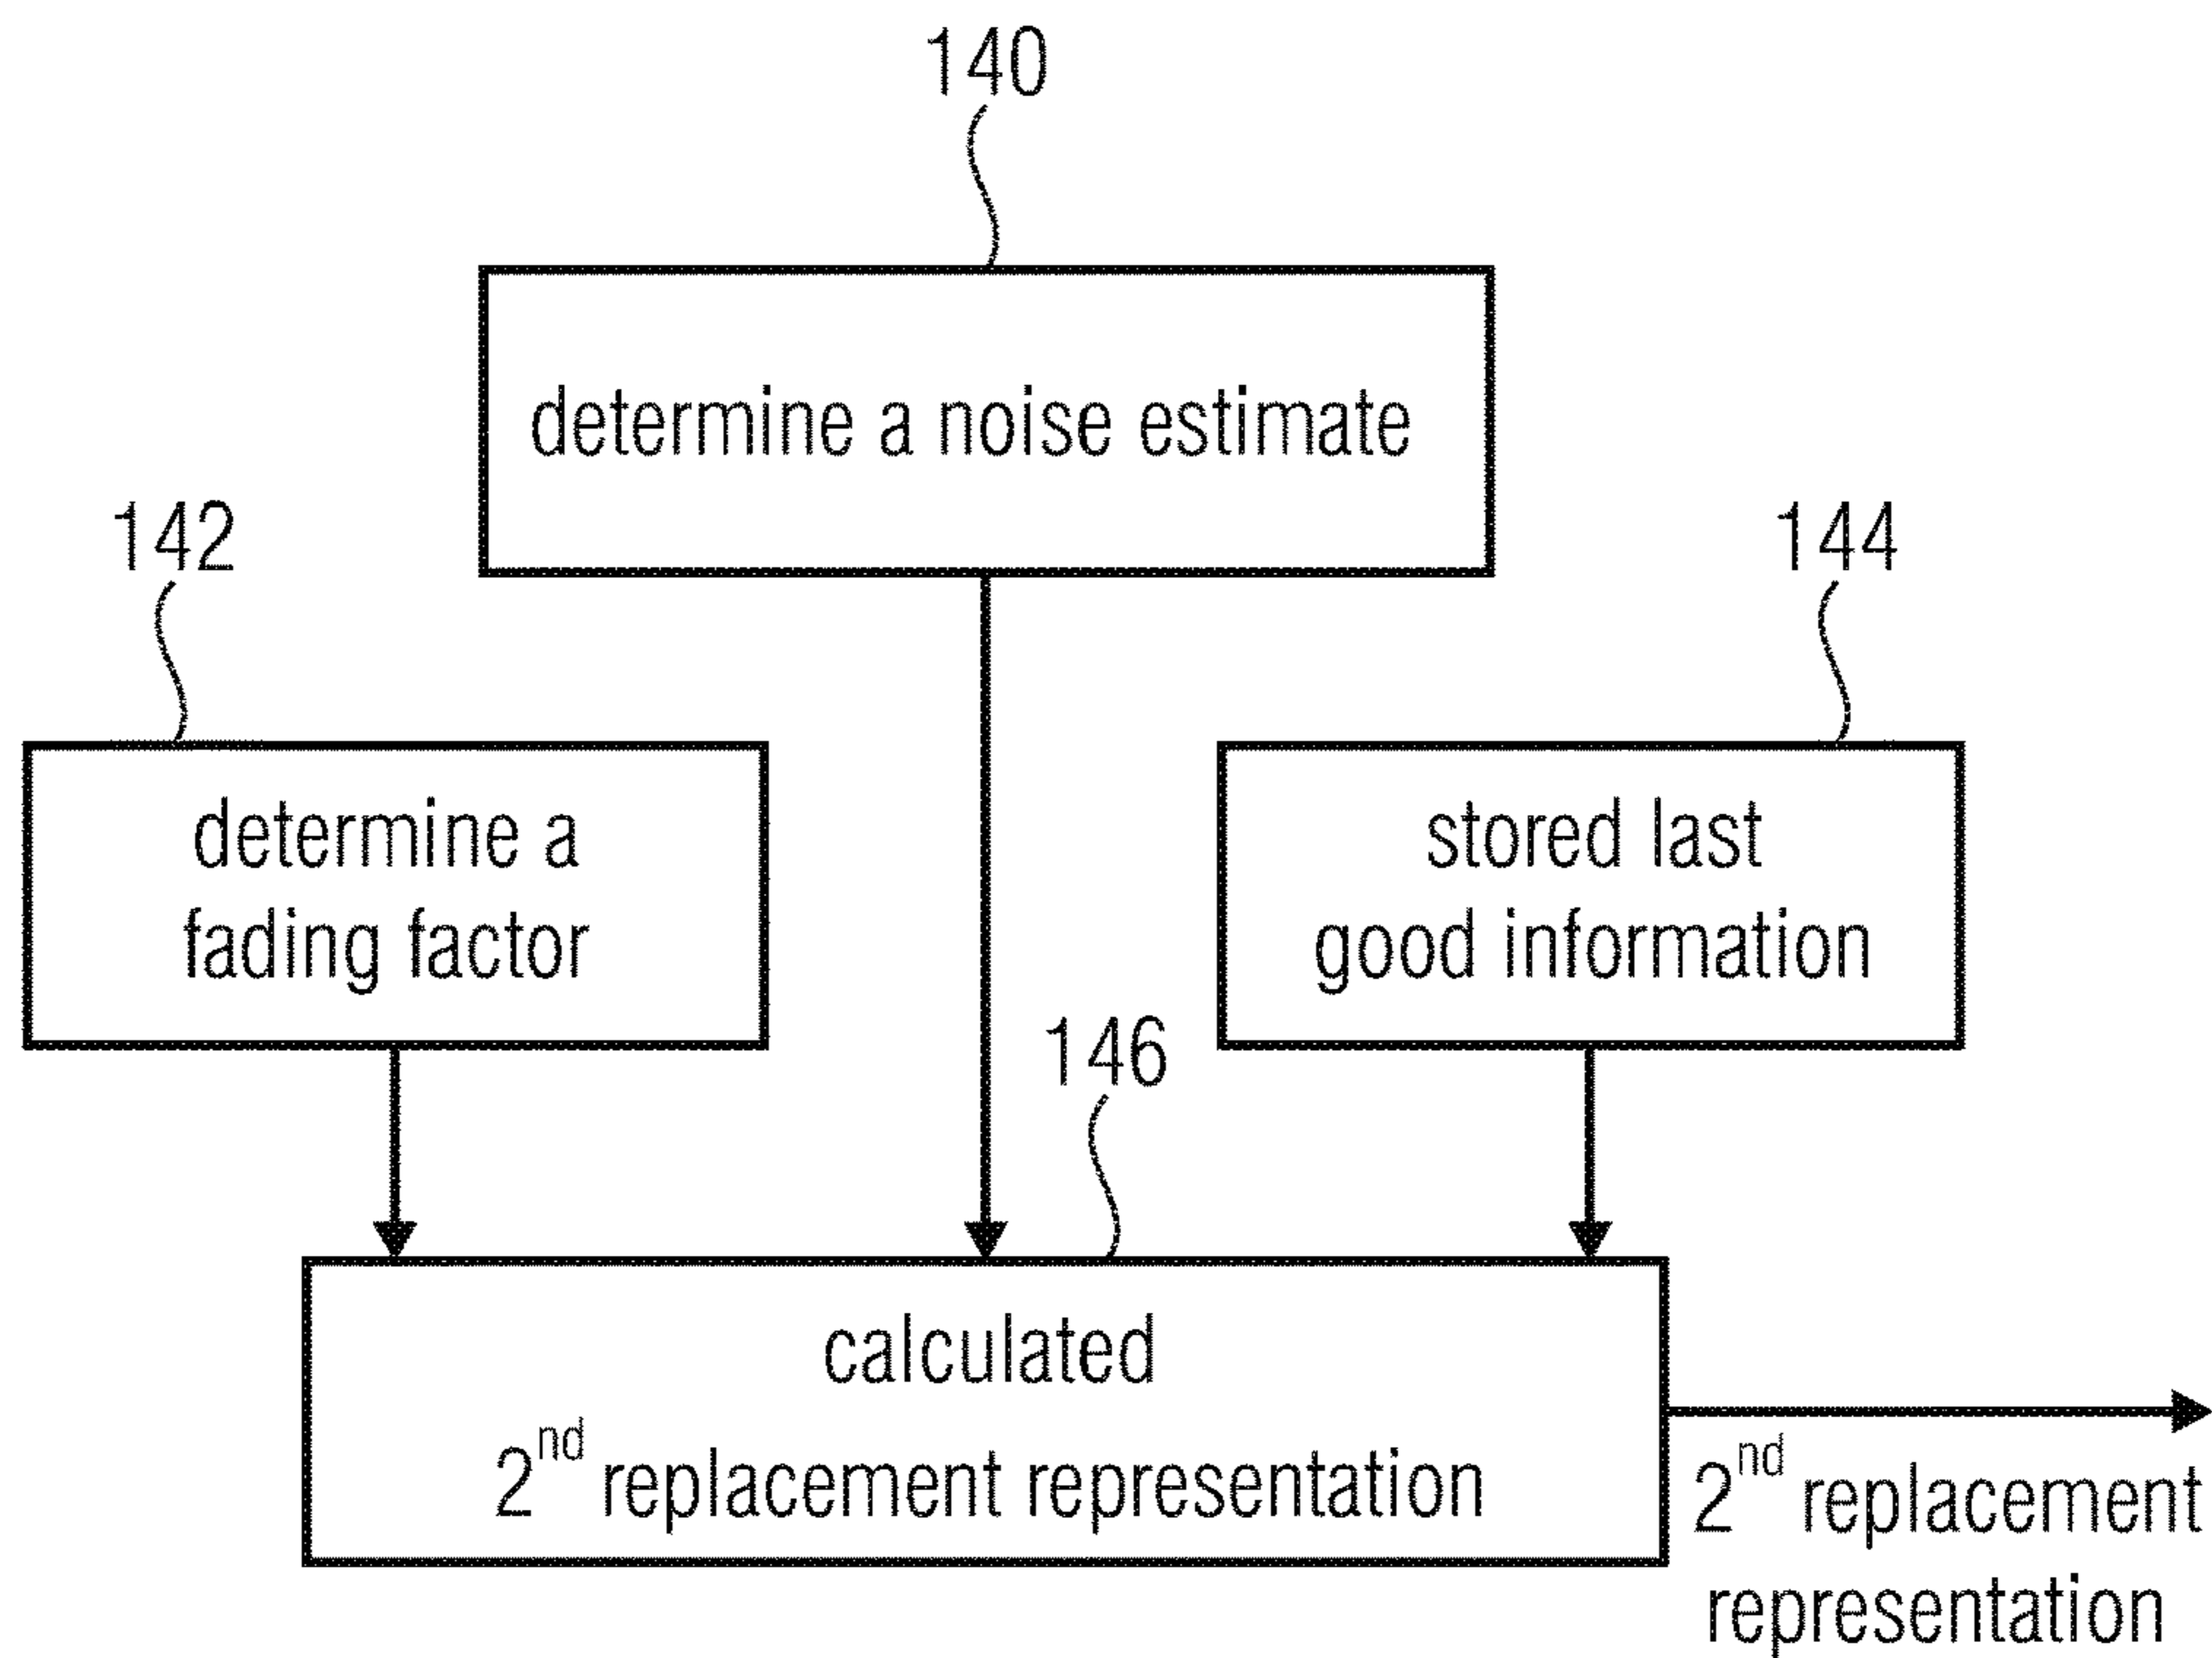 140
determine a noise estimate
142
determine a
fading factor
144
stored last
good information
146
calculated
2nd replacement representation
2nd replacement
representation